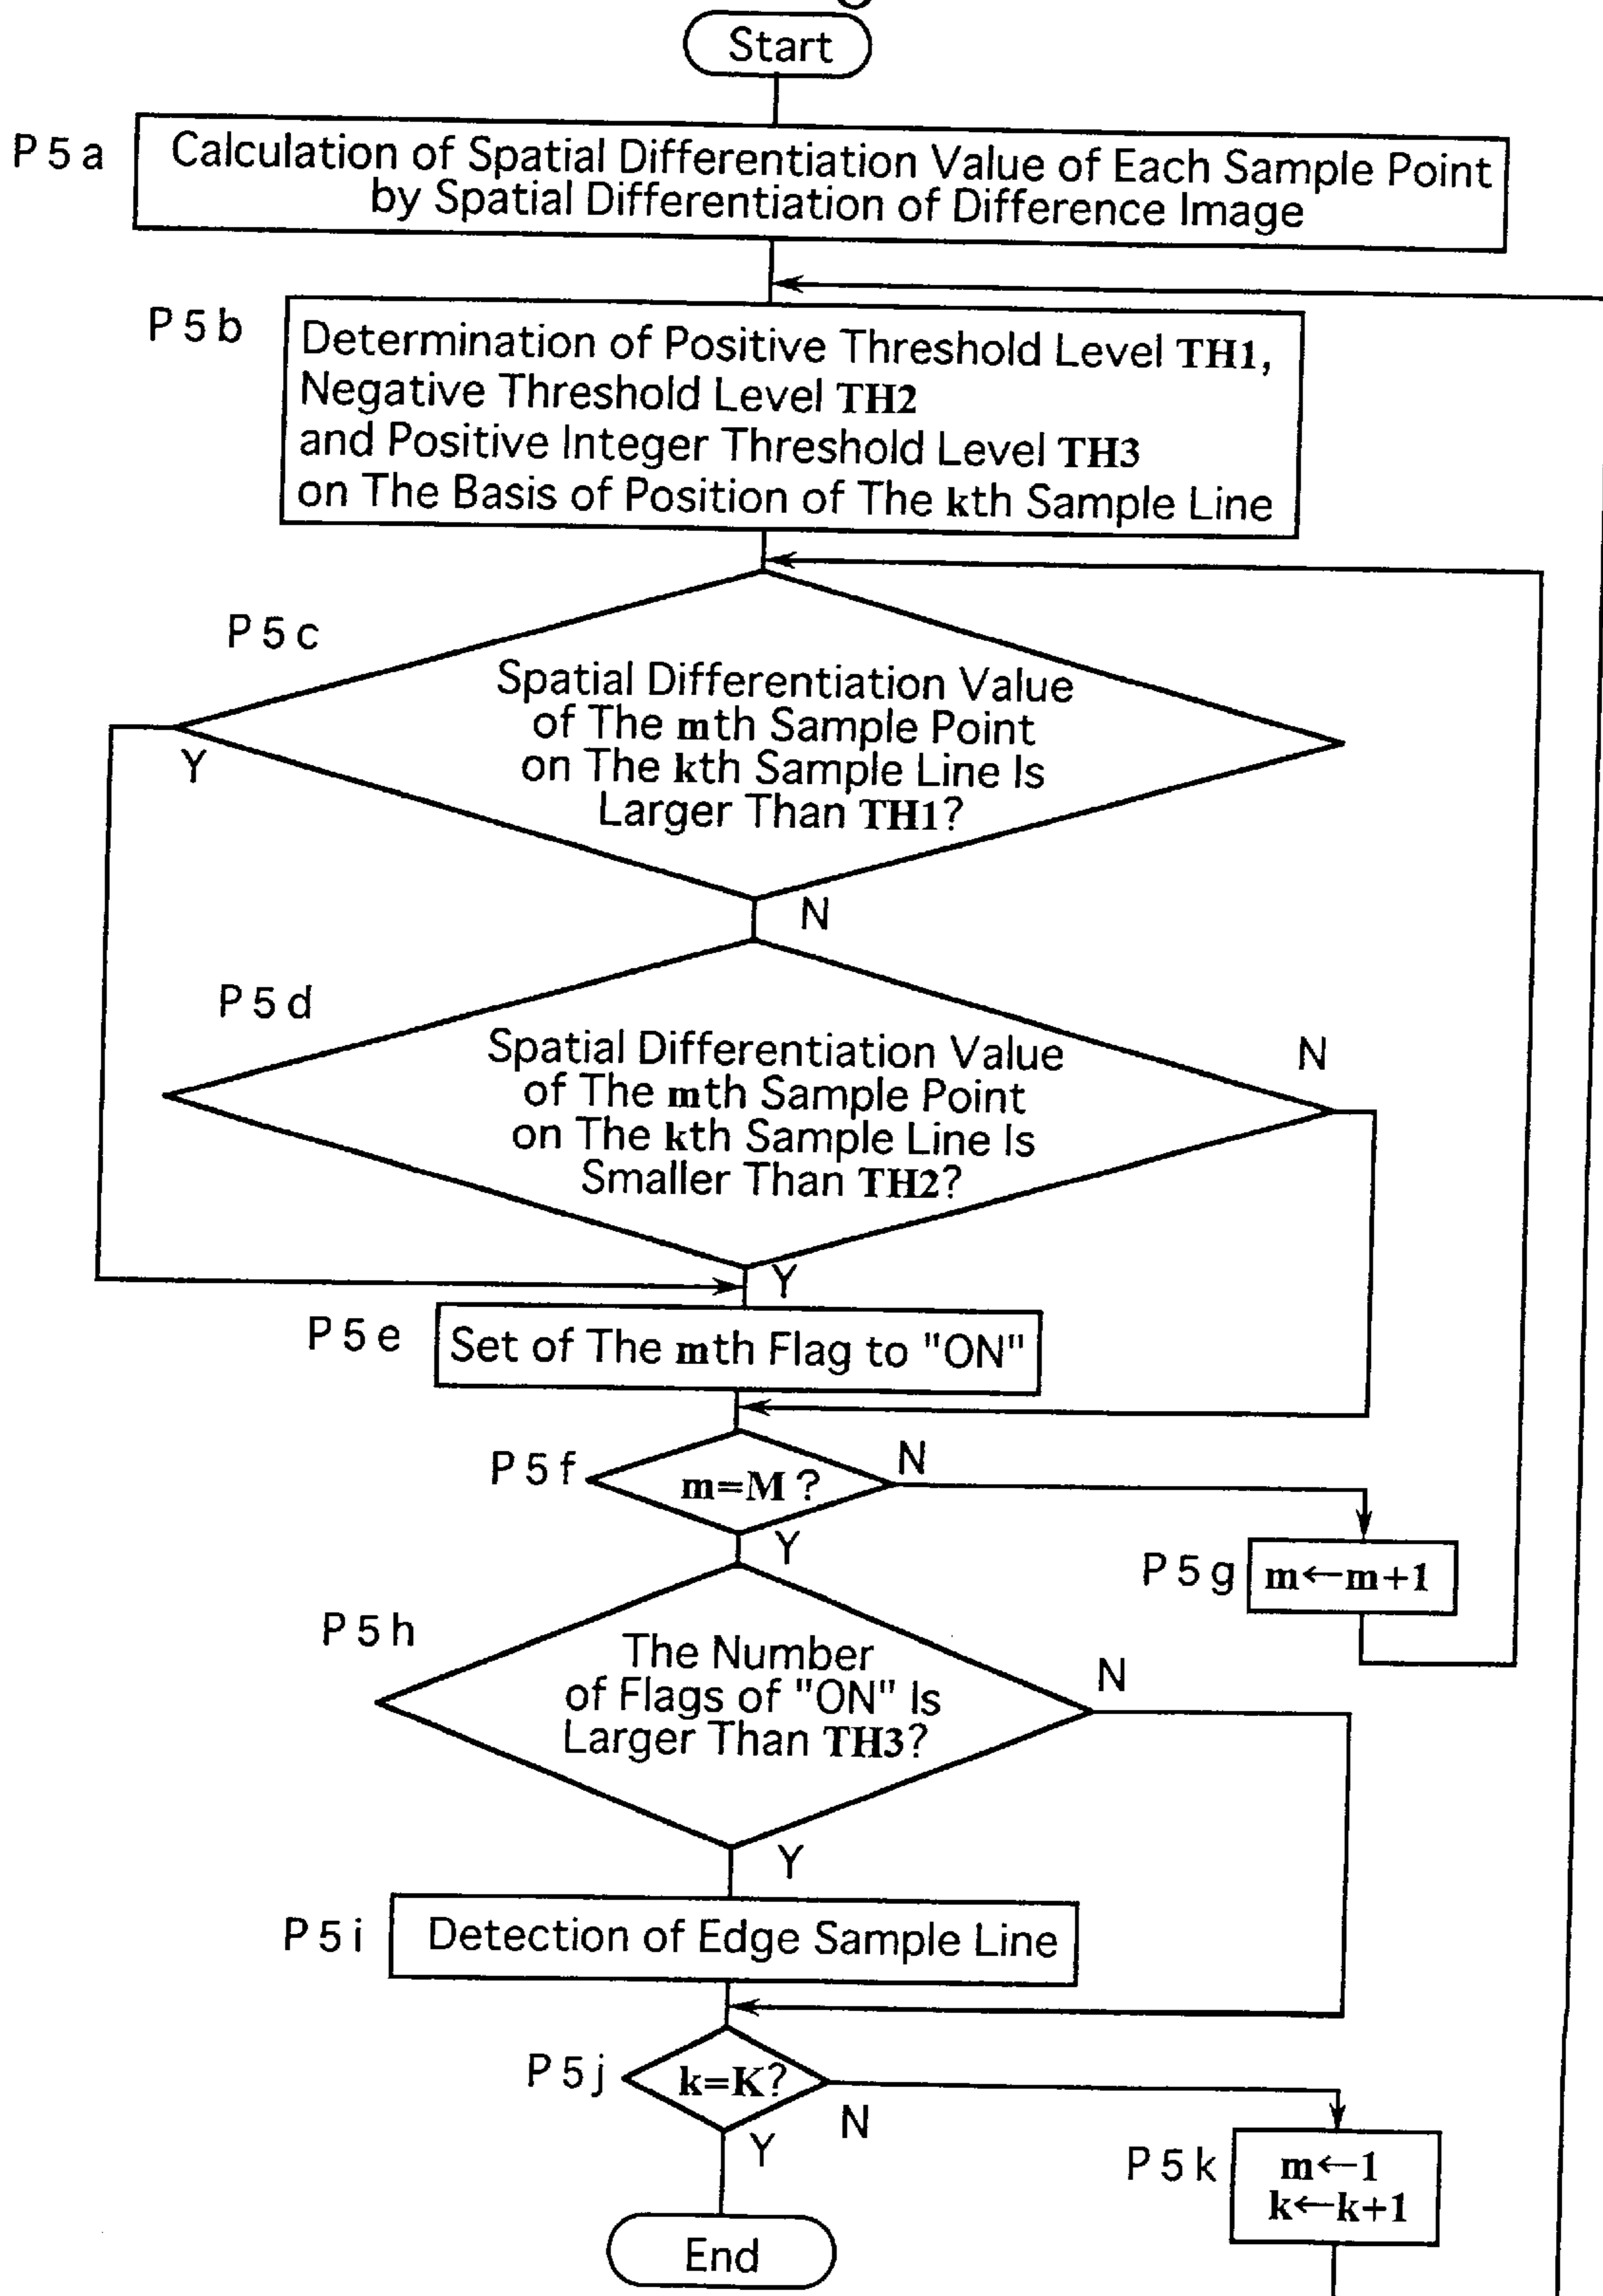 Start
P5a
Calculation of Spatial Differentiation Value of Each Sample Point
by Spatial Differentiation of Difference Image
P5b
Determination of Positive Threshold Level TH1,
Negative Threshold Level TH2
and Positive Integer Threshold Level TH3
on The Basis of Position of The kth Sample Line
P5c
Spatial Differentiation Value
of The mth Sample Point
on The kth Sample Line Is
Larger Than TH1?
Y
N
P5d
Spatial Differentiation Value
of The mth Sample Point
on The kth Sample Line Is
Smaller Than TH2?
N
Y
P5e
Set of The mth Flag to "ON"
P5f
m=M?
N
Y
P5g
m←m+1
P5h
The Number
of Flags of "ON" Is
Larger Than TH3?
N
Y
P5i
Detection of Edge Sample Line
P5j
k=K?
N
Y
P5k
m←1
k←k+1
End